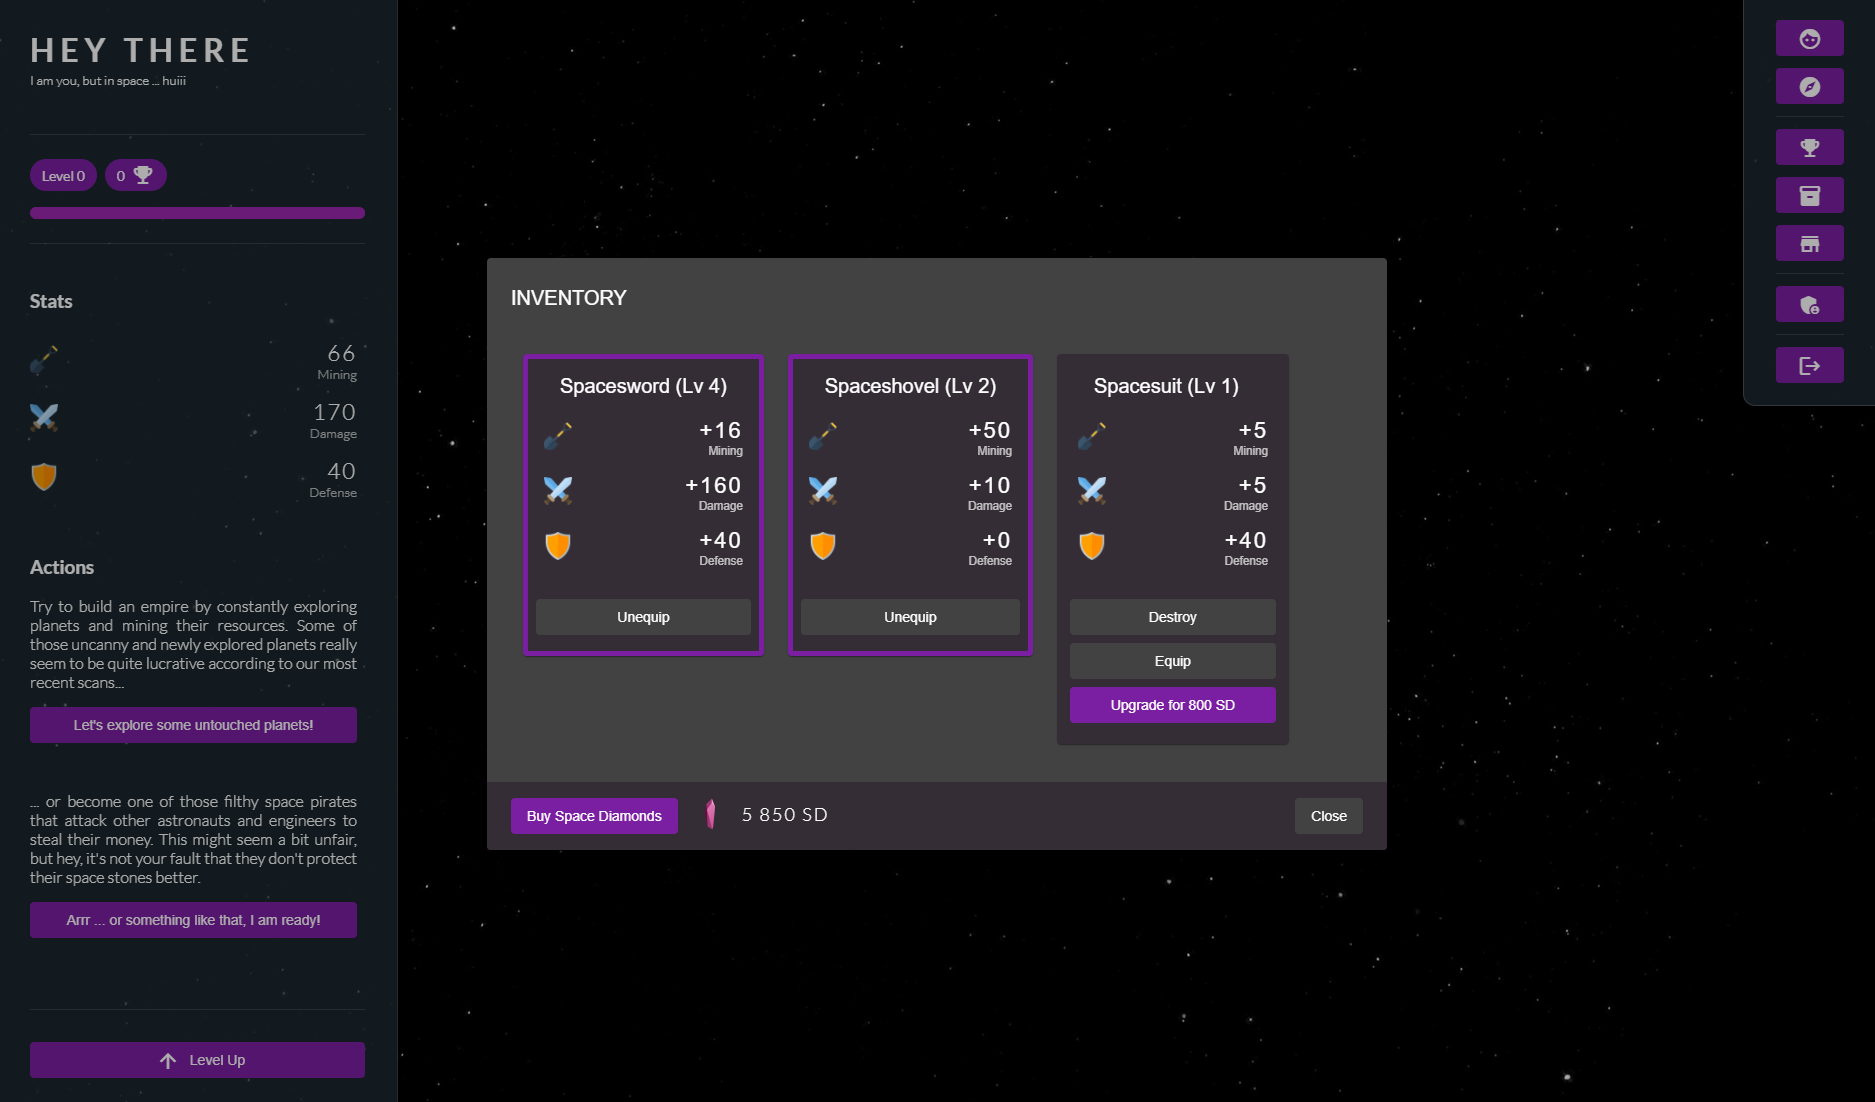 HEY THERE
I am you, but in space ... huiii
Level 0
0
Stats
66
Mining
170
Damage
40
Defense
Actions
Try to build an empire by constantly exploring
planets and mining their resources. Some of
those uncanny and newly explored planets really
seem to be quite lucrative according to our most
recent scans...
Let's explore some untouched planets!
... or become one of those filthy space pirates
that attack other astronauts and engineers to
steal their money. This might seem a bit unfair,
but hey, it's not your fault that they don't protect
their space stones better.
Arrr ... or something like that, I am ready!
Level Up
INVENTORY
Spacesword (Lv 4)
+16
Mining
+160
Damage
+40
Defense
Unequip
Spaceshovel (Lv 2)
+50
Mining
+10
Damage
+0
Defense
Unequip
Spacesuit (Lv 1)
+5
Mining
+5
Damage
+40
Defense
Destroy
Equip
Upgrade for 800 SD
Buy Space Diamonds
5 850 SD
Close